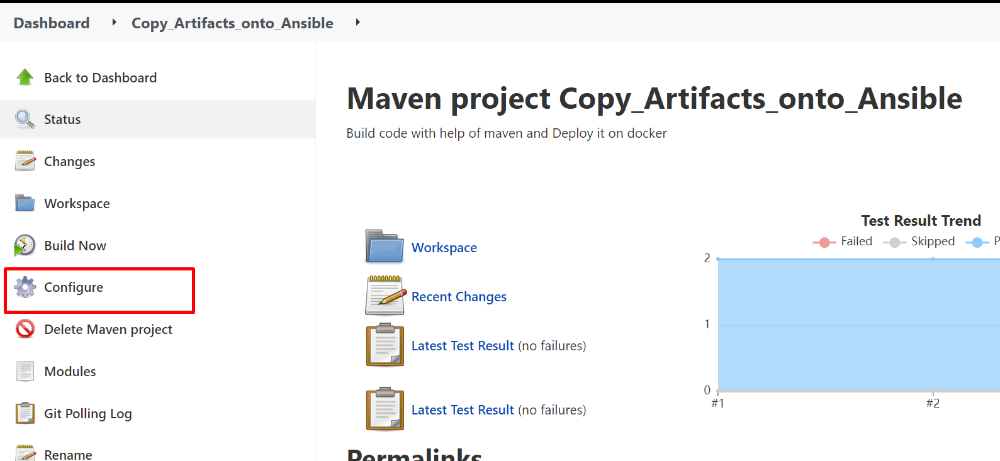 Dashboard
Copy_Artifacts_onto_Ansible
Back to Dashboard
Status
Changes
Workspace
Build Now
Configure
Delete Maven project
Modules
Git Polling Log
Rename
Maven project Copy_Artifacts_onto_Ansible
Build code with help of maven and Deploy it on docker
Workspace
Recent Changes
Latest Test Result (no failures)
Latest Test Result (no failures)
Permalinks
Test Result Trend
Failed Skipped P
2
1
0
#1 #2